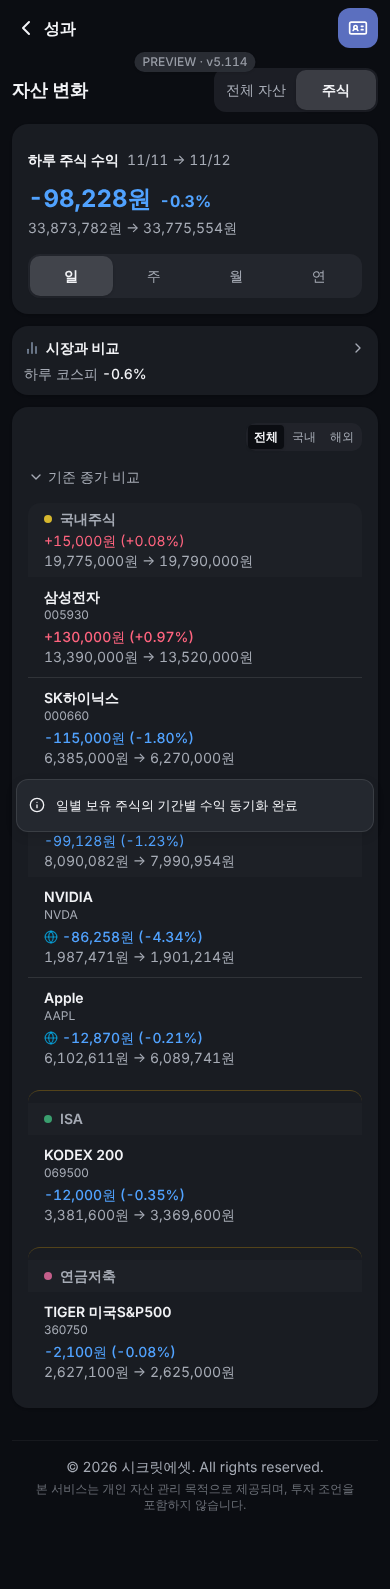 성과
PREVIEW · v5.114
자산 변화
전체 자산 주식
하루 주식 수익 11/11 → 11/12
-98,228원 -0.3%
33,873,782원 → 33,775,554원
일 주 월 연
시장과 비교
하루 코스피 -0.6%
전체 국내 해외
기준 종가 비교
국내주식
+15,000원 (+0.08%)
19,775,000원 → 19,790,000원
삼성전자
005930
+130,000원 (+0.97%)
13,390,000원 → 13,520,000원
SK하이닉스
000660
-115,000원 (-1.80%)
6,385,000원 → 6,270,000원
일별 보유 주식의 기간별 수익 동기화 완료
-99,128원 (-1.23%)
8,090,082원 → 7,990,954원
NVIDIA
NVDA
-86,258원 (-4.34%)
1,987,471원 → 1,901,214원
Apple
AAPL
-12,870원 (-0.21%)
6,102,611원 → 6,089,741원
ISA
KODEX 200
069500
-12,000원 (-0.35%)
3,381,600원 → 3,369,600원
연금저축
TIGER 미국S&P500
360750
-2,100원 (-0.08%)
2,627,100원 → 2,625,000원
© 2026 시크릿에셋. All rights reserved.
본 서비스는 개인 자산 관리 목적으로 제공되며, 투자 조언을
포함하지 않습니다.